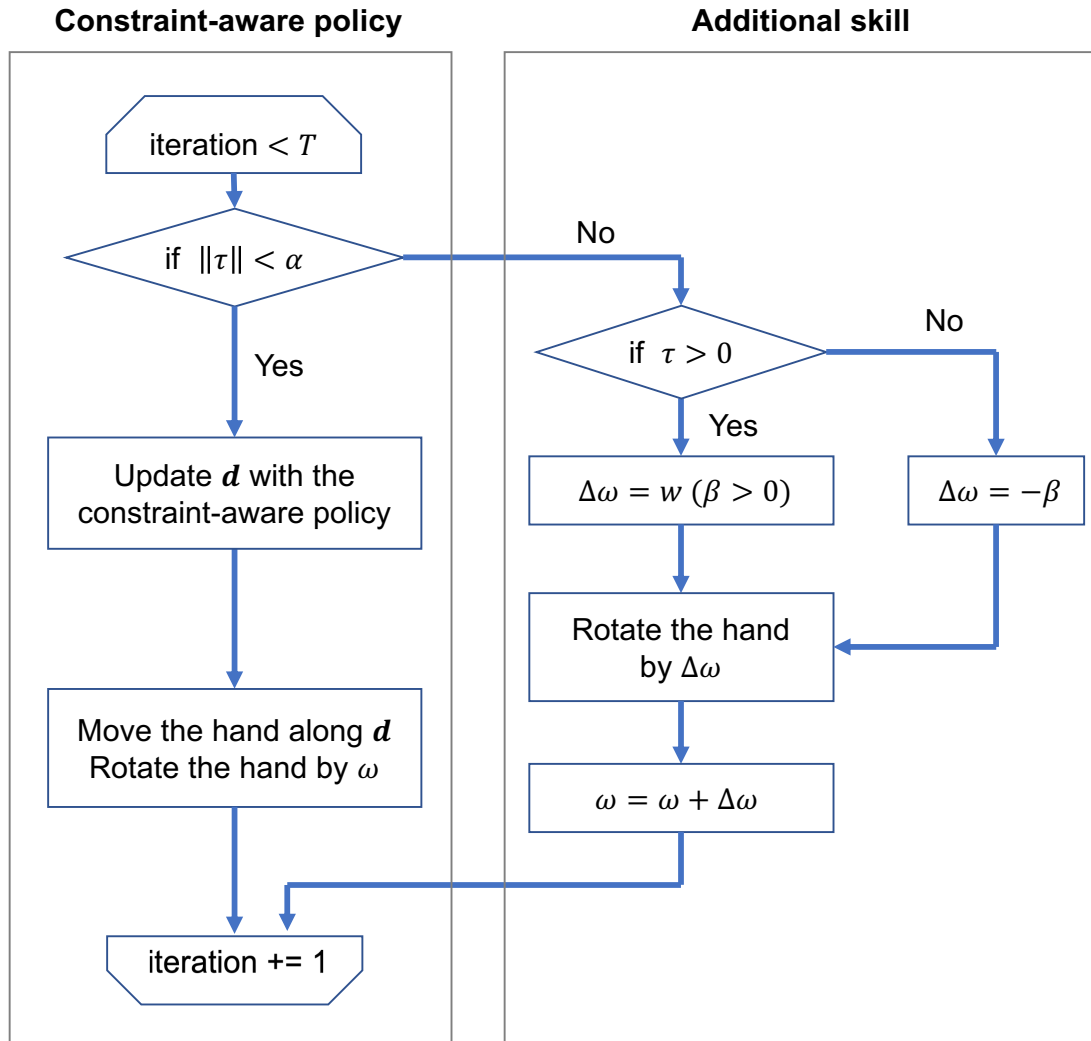 Constraint-aware policy
Additional skill
iteration < T
if ‖τ‖ < α
No
Yes
if τ > 0
No
Yes
Update d with the
constraint-aware policy
Δω = w (β > 0)
Δω = −β
Rotate the hand
by Δω
Move the hand along d
Rotate the hand by ω
ω = ω + Δω
iteration += 1